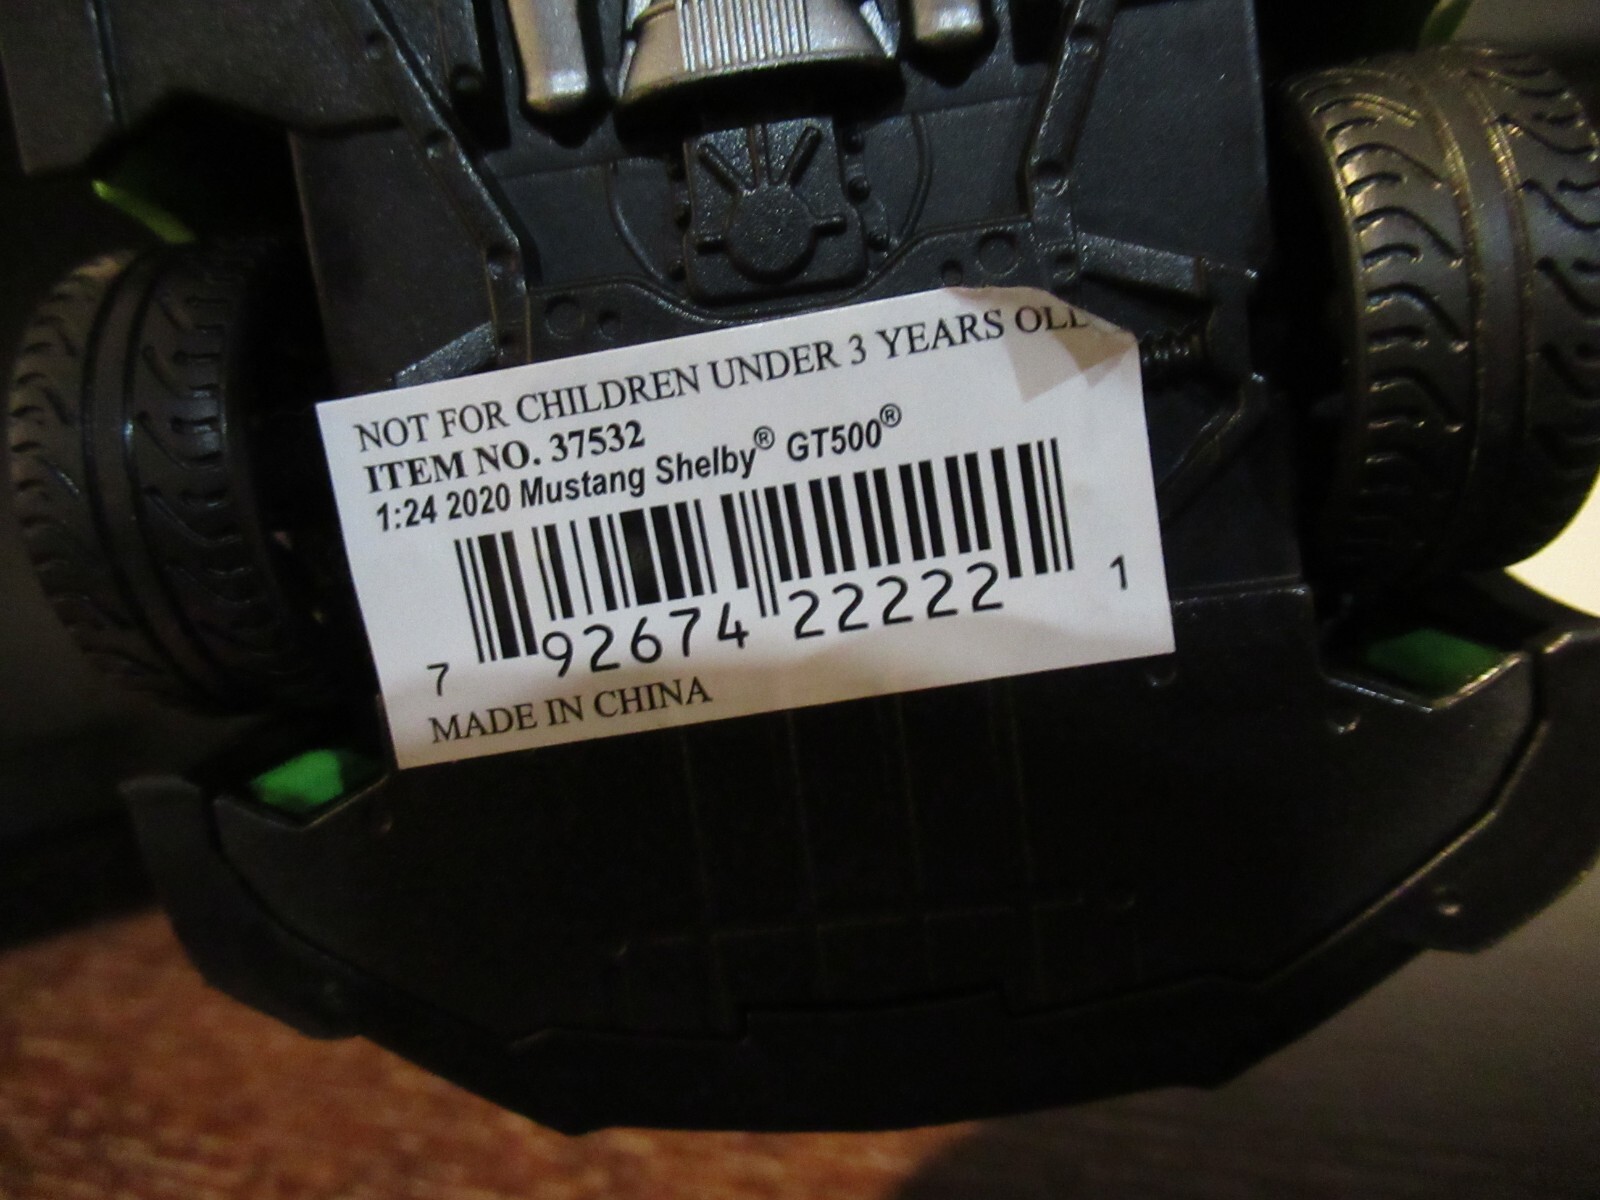 NOT FOR CHILDREN UNDER 3 YEARS OLD
ITEM NO. 37532
1:24 2020 Mustang Shelby® GT500®
7 92674 22222 1
MADE IN CHINA